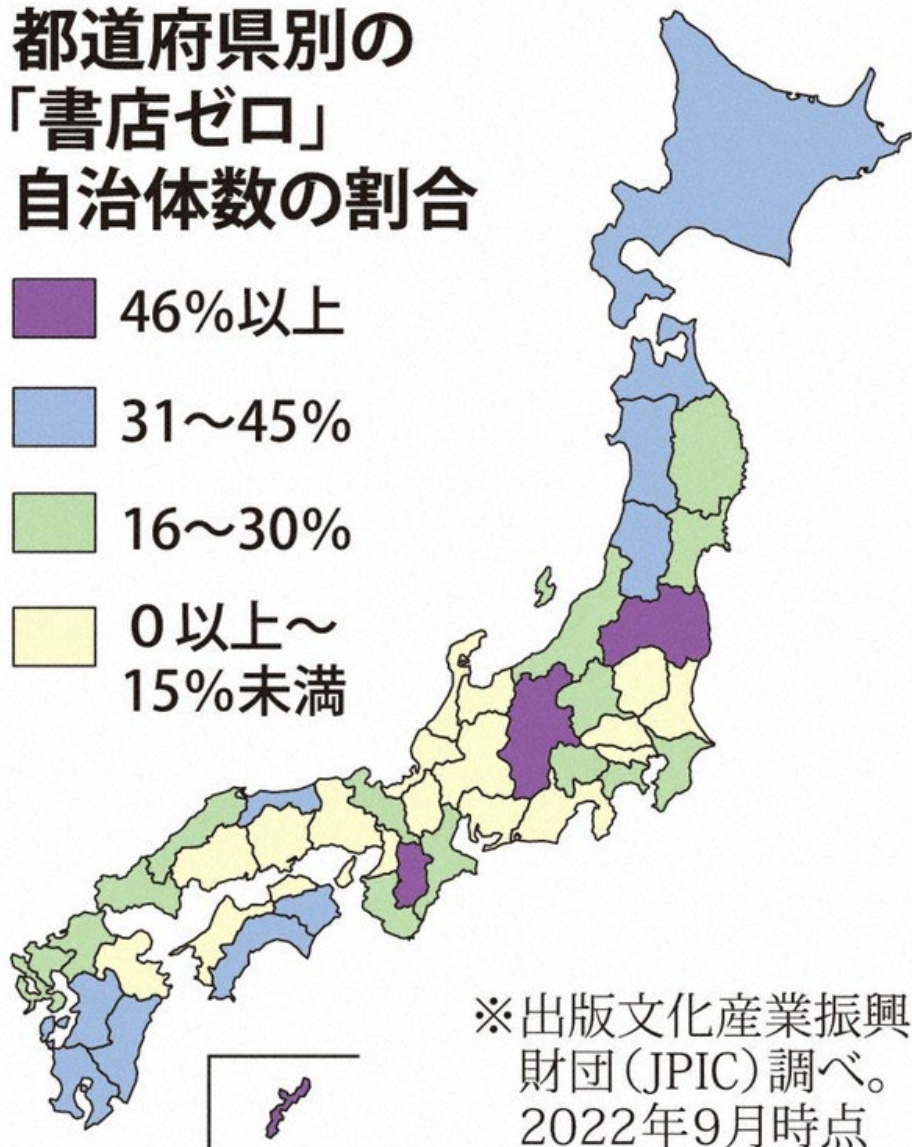 都道府県別の
「書店ゼロ」
自治体数の割合
46%以上
31〜45%
16〜30%
０以上〜
15%未満
※出版文化産業振興
財団(JPIC)調べ。
2022年9月時点